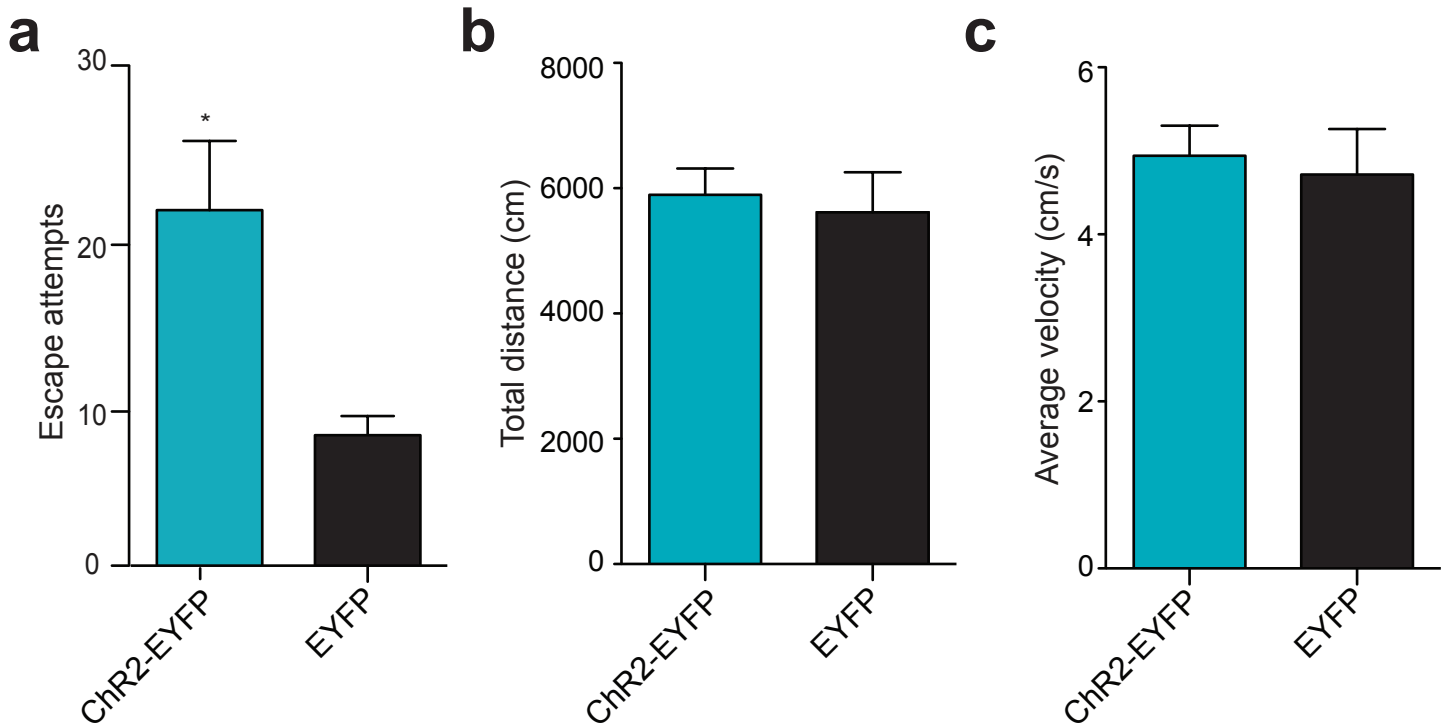 a
30
20
10
0
Escape attempts
*
ChR2-EYFP
EYFP
b
8000
6000
4000
2000
0
Total distance (cm)
ChR2-EYFP
EYFP
c
6
4
2
0
Average velocity (cm/s)
ChR2-EYFP
EYFP